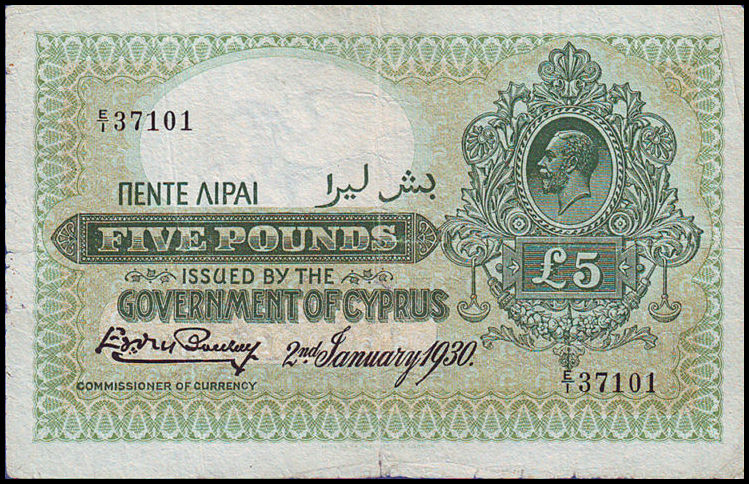 E/1 37101
ΠΕΝΤΕ ΛΙΡΑΙ بش ليرا
FIVE POUNDS
£5
ISSUED BY THE
GOVERNMENT OF CYPRUS
2nd January 1930.
COMMISSIONER OF CURRENCY
E/1 37101